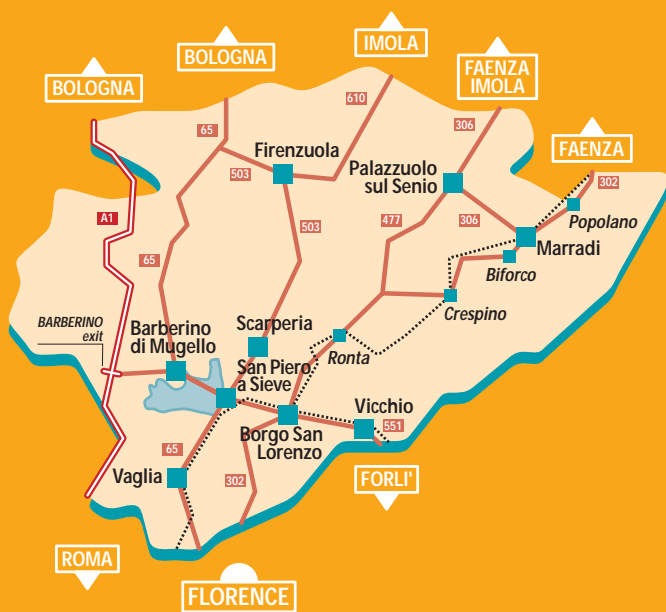 IMOLA
BOLOGNA
FAENZA
IMOLA
BOLOGNA
610
65
306
FAENZA
Firenzuola
503
Palazzuolo
sul Senio
302
A1
503
477
306
Popolano
Marradi
65
Biforco
Crespino
BARBERINO
exit
Barberino
di Mugello
Scarperia
Ronta
San Piero
a Sieve
Vicchio
551
Borgo San
Lorenzo
65
Vaglia
302
FORLI'
ROMA
FLORENCE